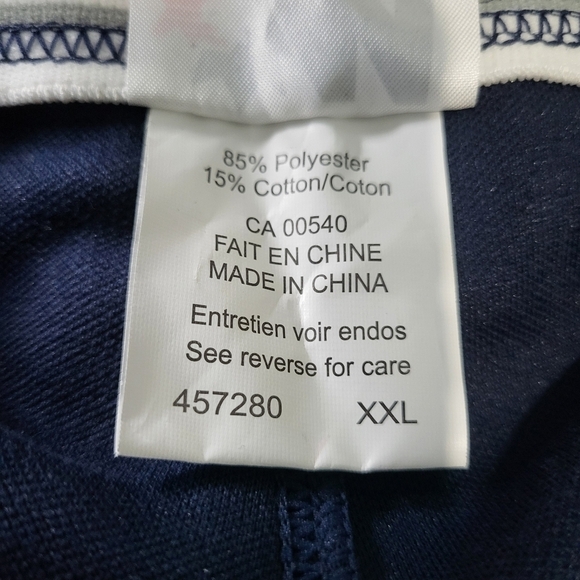 85% Polyester
15% Cotton/Coton
CA 00540
FAIT EN CHINE
MADE IN CHINA
Entretien voir endos
See reverse for care
457280 XXL